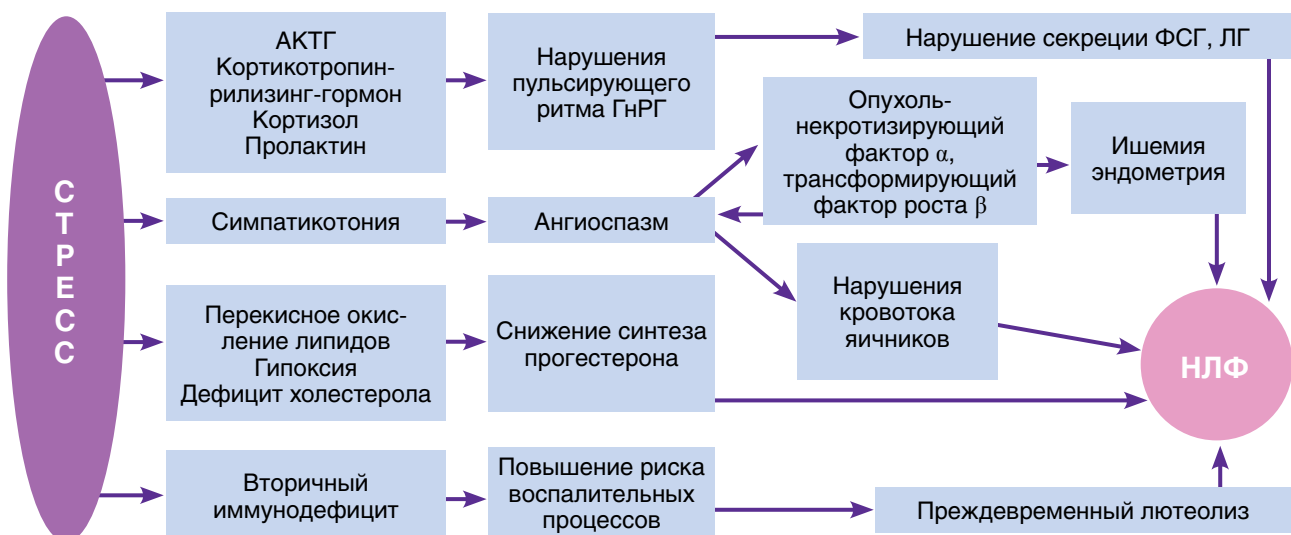 СТРЕСС
АКТГ
Кортикотропин-
рилизинг-гормон
Кортизол
Пролактин
Нарушения
пульсирующего
ритма ГнРГ
Нарушение секреции ФСГ, ЛГ
Симпатикотония
Ангиоспазм
Опухоль-
некротизирующий
фактор α,
трансформирующий
фактор роста β
Ишемия
эндометрия
Нарушения
кровотока
яичников
Перекисное окис-
ление липидов
Гипоксия
Дефицит холестерола
Снижение синтеза
прогестерона
НЛФ
Вторичный
иммунодефицит
Повышение риска
воспалительных
процессов
Преждевременный лютеолиз